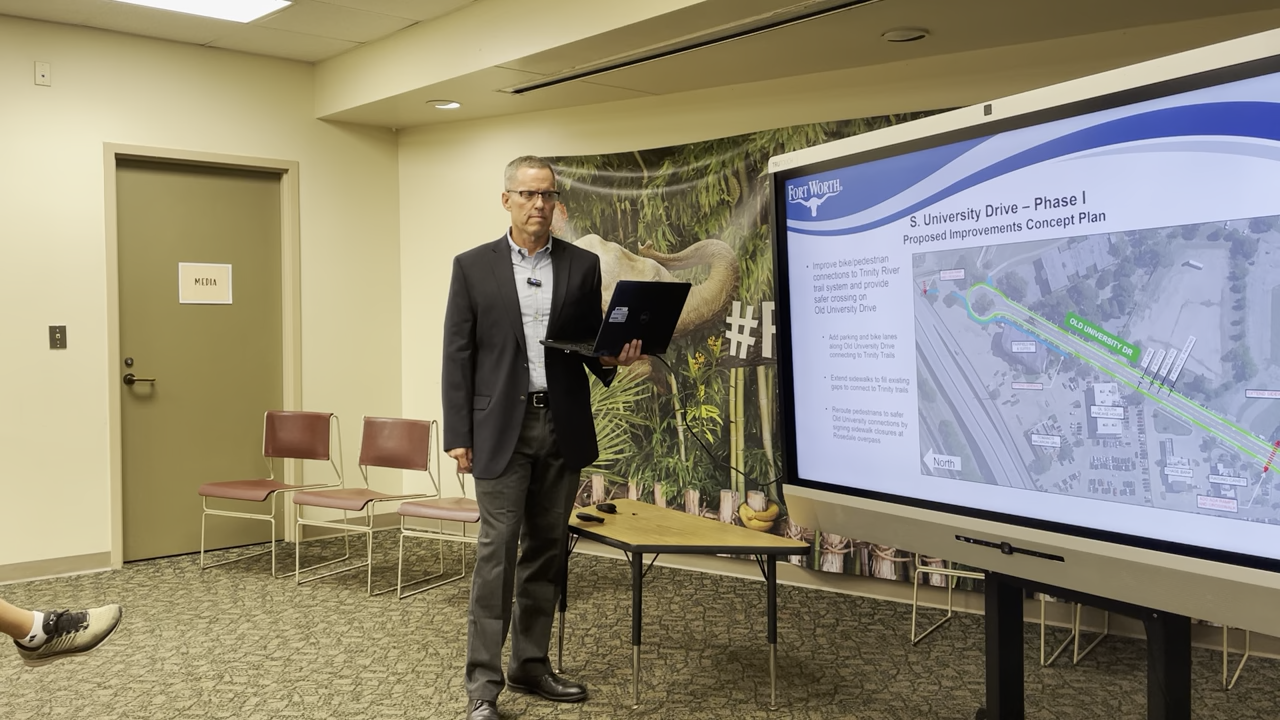 MEDIA
#
FORT WORTH
S. University Drive – Phase I
Proposed Improvements Concept Plan
• Improve bike/pedestrian
connections to Trinity River
trail system and provide
safer crossing on
Old University Drive
• Add parking and bike lanes
along Old University Drive
connecting to Trinity Trails
• Extend sidewalks to fill existing
gaps to connect to Trinity trails
• Reroute pedestrians to safer
Old University connections by
signing sidewalk closures at
Rosedale overpass
OLD UNIVERSITY DR
North